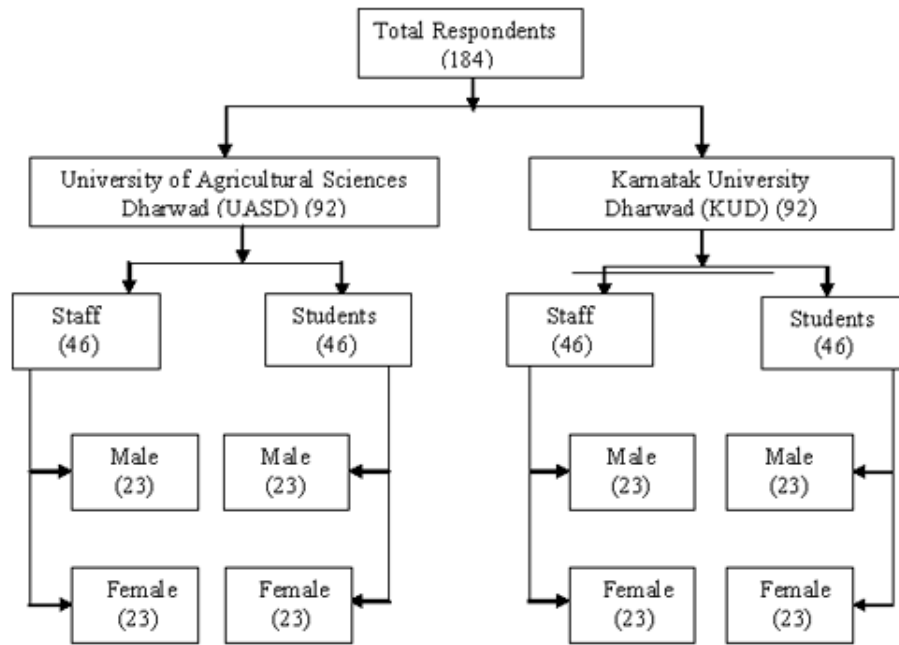 Total Respondents
(184)
University of Agricultural Sciences
Dharwad (UASD) (92)
Karnatak University
Dharwad (KUD) (92)
Staff
(46)
Students
(46)
Staff
(46)
Students
(46)
Male
(23)
Male
(23)
Male
(23)
Male
(23)
Female
(23)
Female
(23)
Female
(23)
Female
(23)